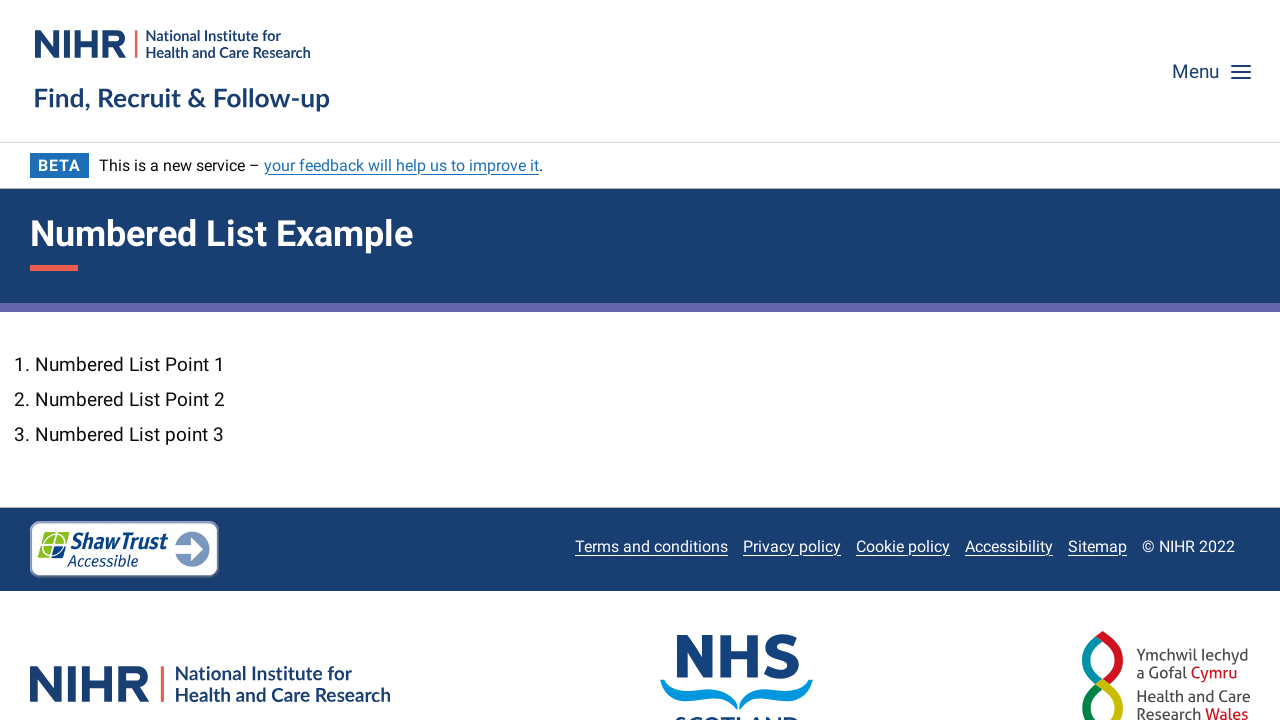 NIHR | National Institute for
Health and Care Research
Find, Recruit & Follow-up
Menu
BETA This is a new service – your feedback will help us to improve it.
Numbered List Example
1. Numbered List Point 1
2. Numbered List Point 2
3. Numbered List point 3
Shaw Trust
Accessible
Terms and conditions Privacy policy Cookie policy Accessibility Sitemap © NIHR 2022
NIHR | National Institute for
Health and Care Research
NHS
SCOTLAND
Ymchwil Iechyd
a Gofal Cymru
Health and Care
Research Wales